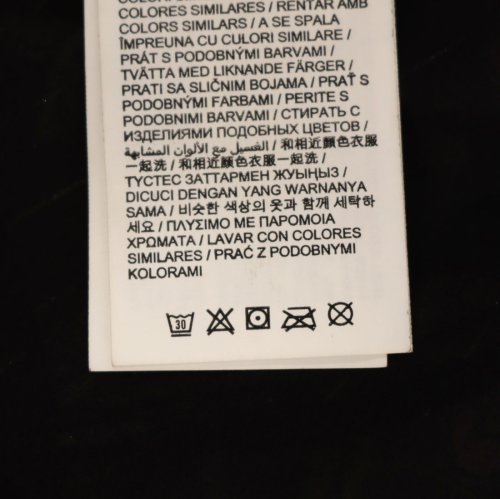 COLORES SIMILARES / RENTAR AMB
COLORS SIMILARS / A SE SPALA
ÎMPREUNA CU CULORI SIMILARE /
PRÁT S PODOBNÝMI BARVAMI /
TVÄTTA MED LIKNANDE FÄRGER /
PRATI SA SLIČNIM BOJAMA / PRAŤ S
PODOBNÝMI FARBAMI / PERITE S
PODOBNIMI BARVAMI / СТИРАТЬ С
ИЗДЕЛИЯМИ ПОДОБНЫХ ЦВЕТОВ /
الغسيل مع الألوان المشابهة / 和相近颜色衣服
一起洗 / 和相近顏色衣服一起洗 /
ТҮСТЕС ЗАТТАРМЕН ЖУЫҢЫЗ /
DICUCI DENGAN YANG WARNANYA
SAMA / 비슷한 색상의 옷과 함께 세탁하
세요 / ΠΛΥΣΙΜΟ ΜΕ ΠΑΡΟΜΟΙΑ
ΧΡΩΜΑΤΑ / LAVAR CON COLORES
SIMILARES / PRAĆ Z PODOBNYMI
KOLORAMI
30